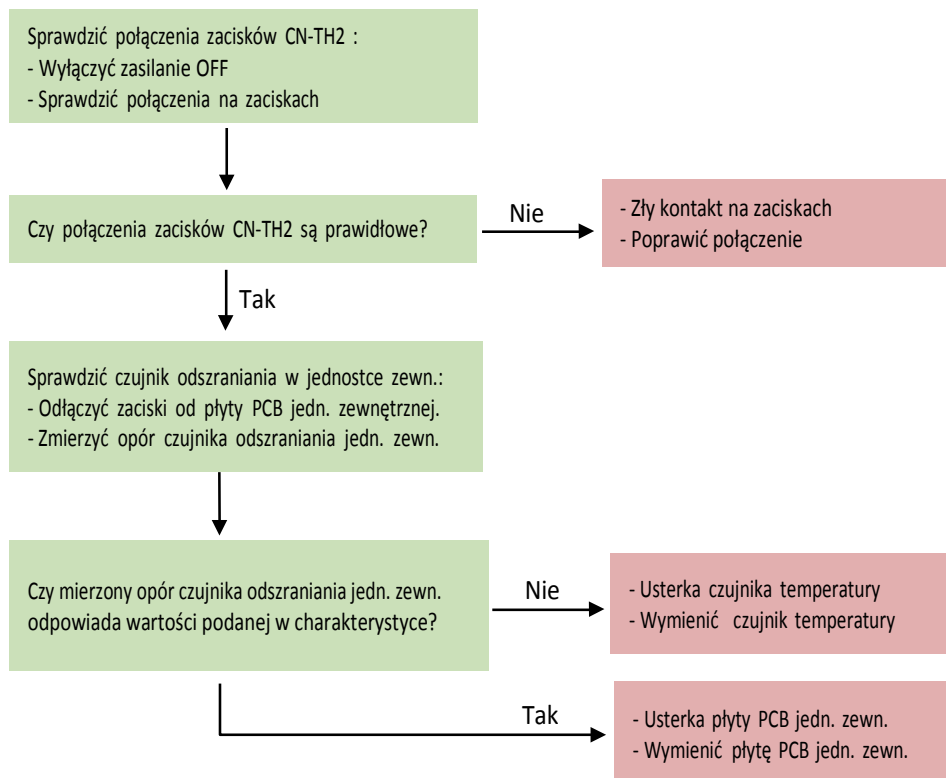 Sprawdzić połączenia zacisków CN-TH2 :
- Wyłączyć zasilanie OFF
- Sprawdzić połączenia na zaciskach
Czy połączenia zacisków CN-TH2 są prawidłowe?
Nie
- Zły kontakt na zaciskach
- Poprawić połączenie
Tak
Sprawdzić czujnik odszraniania w jednostce zewn.:
- Odłączyć zaciski od płyty PCB jedn. zewnętrznej.
- Zmierzyć opór czujnika odszraniania jedn. zewn.
Czy mierzony opór czujnika odszraniania jedn. zewn.
odpowiada wartości podanej w charakterystyce?
Nie
- Usterka czujnika temperatury
- Wymienić czujnik temperatury
Tak
- Usterka płyty PCB jedn. zewn.
- Wymienić płytę PCB jedn. zewn.